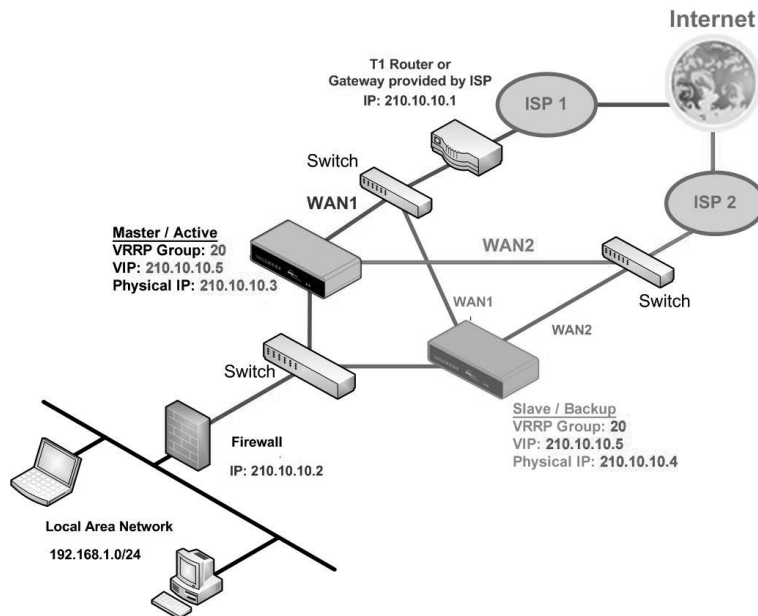 Internet
T1 Router or
Gateway provided by ISP
IP: 210.10.10.1
ISP 1
Switch
ISP 2
WAN1
Master / Active
VRRP Group: 20
VIP: 210.10.10.5
Physical IP: 210.10.10.3
WAN2
Switch
WAN1
WAN2
Switch
Slave / Backup
VRRP Group: 20
VIP: 210.10.10.5
Physical IP: 210.10.10.4
Firewall
IP: 210.10.10.2
Local Area Network
192.168.1.0/24